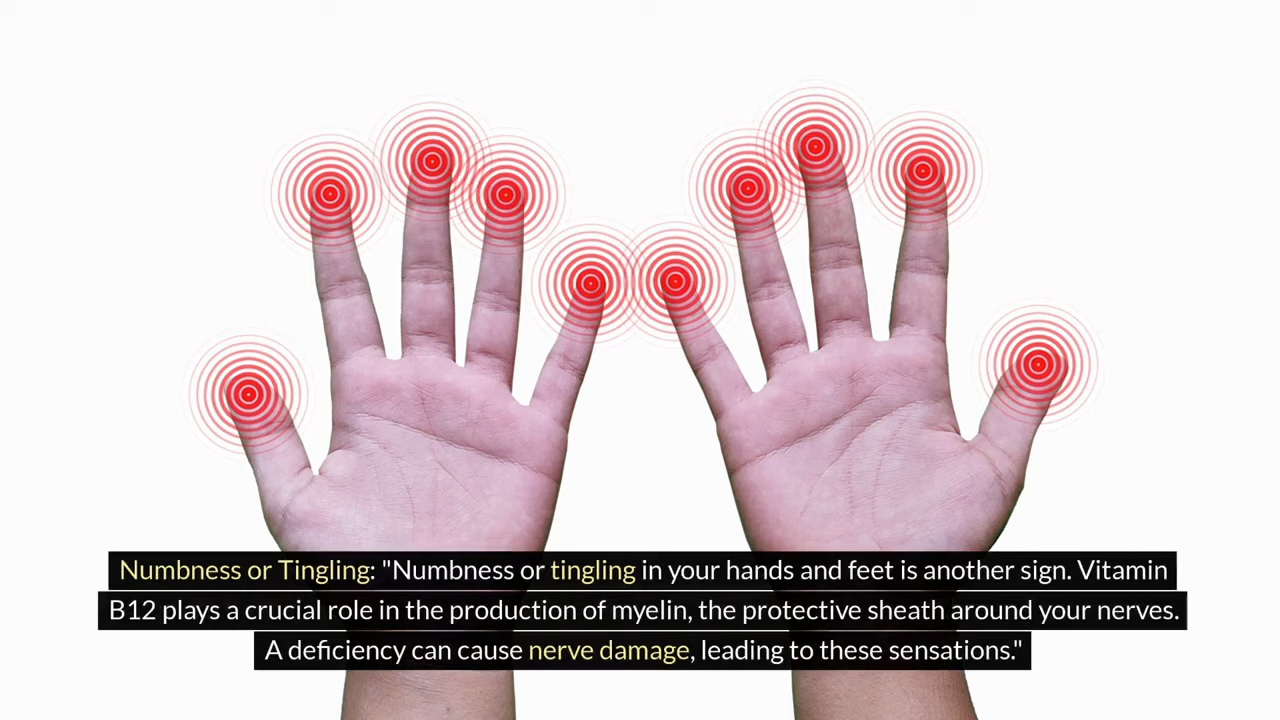 Numbness or Tingling: "Numbness or tingling in your hands and feet is another sign. Vitamin
B12 plays a crucial role in the production of myelin, the protective sheath around your nerves.
A deficiency can cause nerve damage, leading to these sensations."